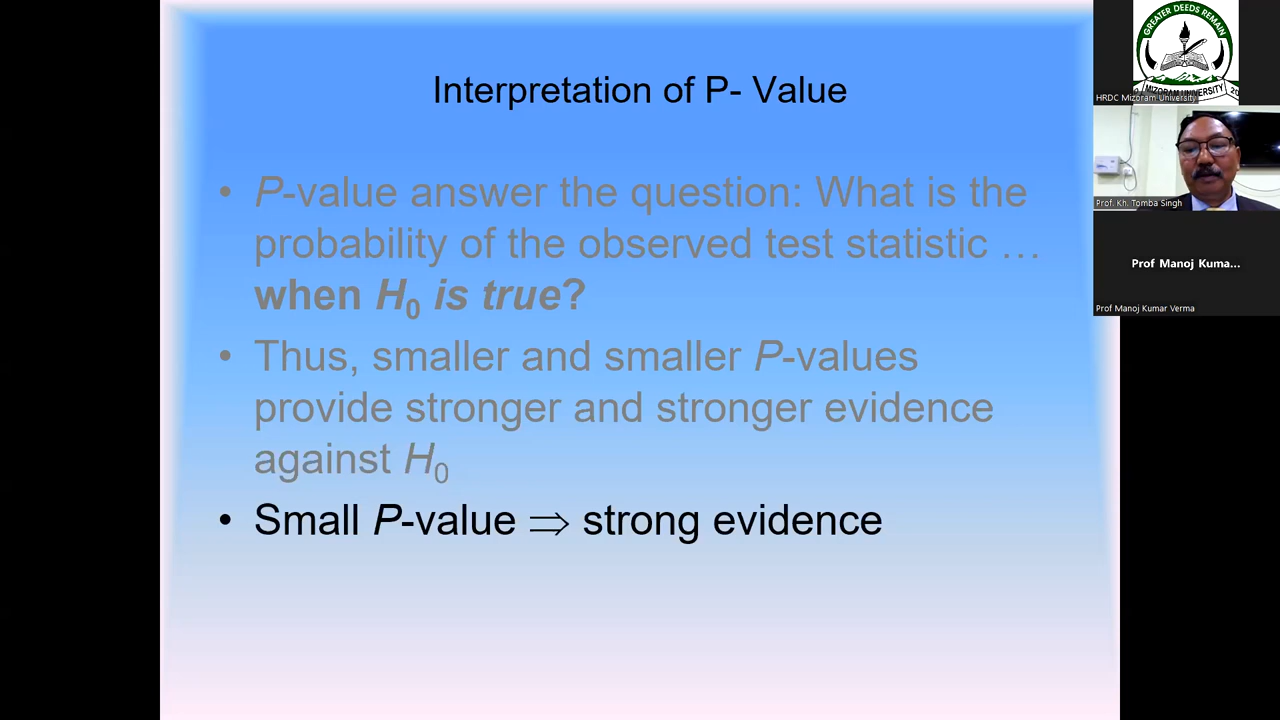 Interpretation of P- Value
• P-value answer the question: What is the
probability of the observed test statistic …
when H0 is true?
• Thus, smaller and smaller P-values
provide stronger and stronger evidence
against H0
• Small P-value ⇒ strong evidence
GREATER DEEDS REMAIN
MIZORAM UNIVERSITY
HRDC Mizoram University
Prof. Kh. Tomba Singh
Prof Manoj Kuma...
Prof Manoj Kumar Verma